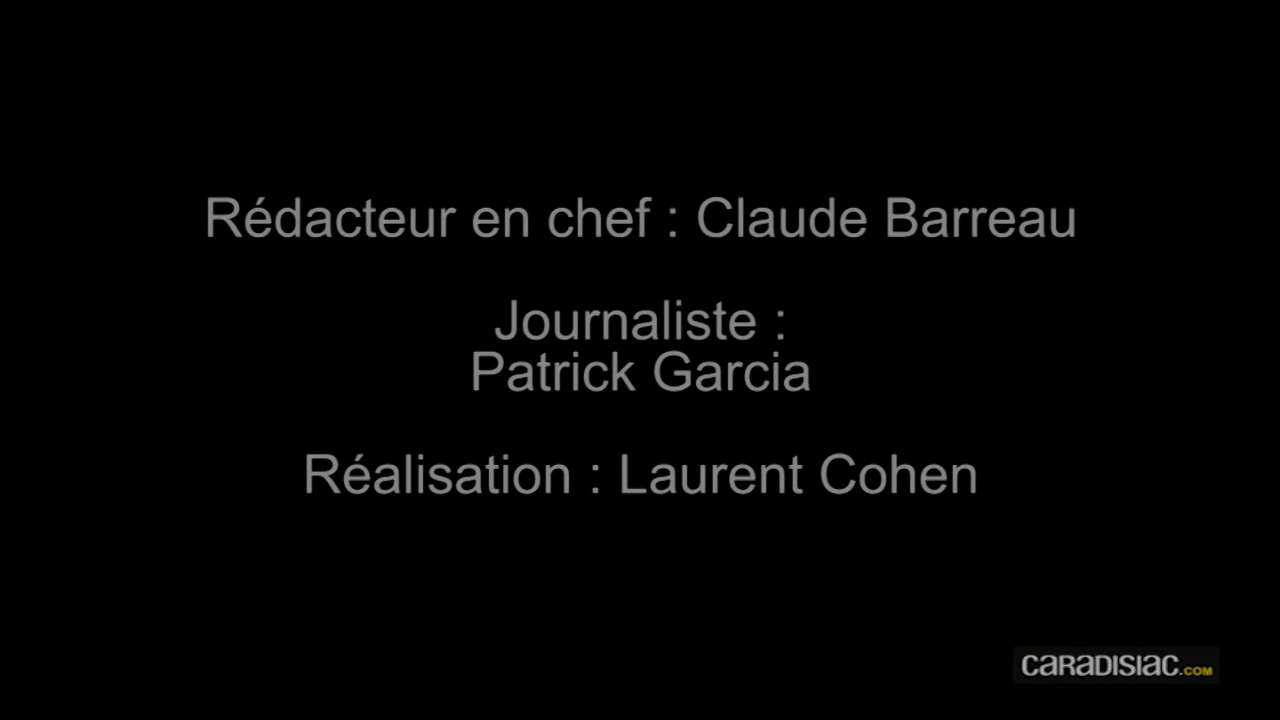 Rédacteur en chef : Claude Barreau
Journaliste :
Patrick Garcia
Réalisation : Laurent Cohen
CARADISIAC.COM